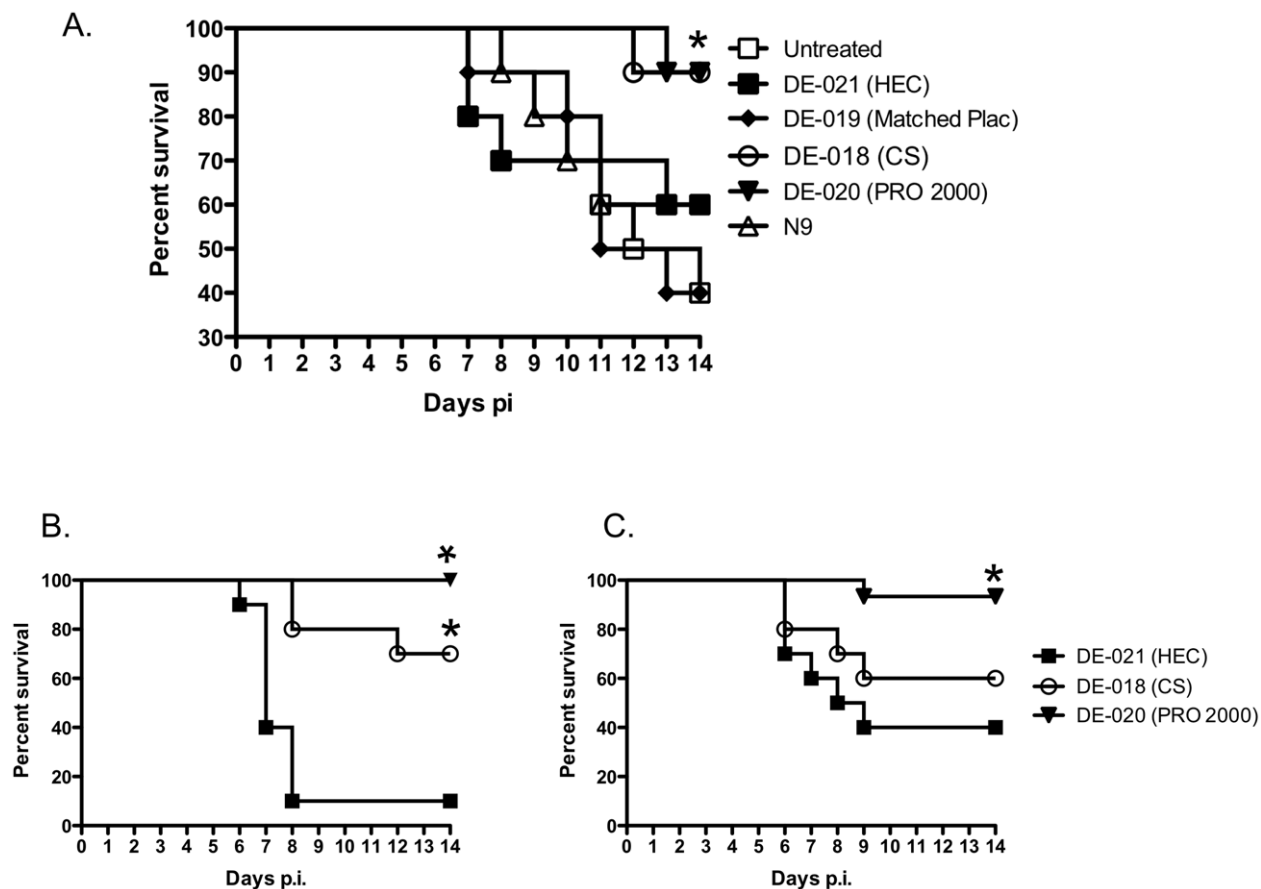 A.
100
90
80
70
60
50
40
30
Percent survival
0 1 2 3 4 5 6 7 8 9 10 11 12 13 14
Days pi
*
Untreated
DE-021 (HEC)
DE-019 (Matched Plac)
DE-018 (CS)
DE-020 (PRO 2000)
N9
B.
100
80
60
40
20
0
Percent survival
0 1 2 3 4 5 6 7 8 9 10 11 12 13 14
Days p.i.
*
*
C.
100
80
60
40
20
0
Percent survival
0 1 2 3 4 5 6 7 8 9 10 11 12 13 14
Days p.i.
*
DE-021 (HEC)
DE-018 (CS)
DE-020 (PRO 2000)